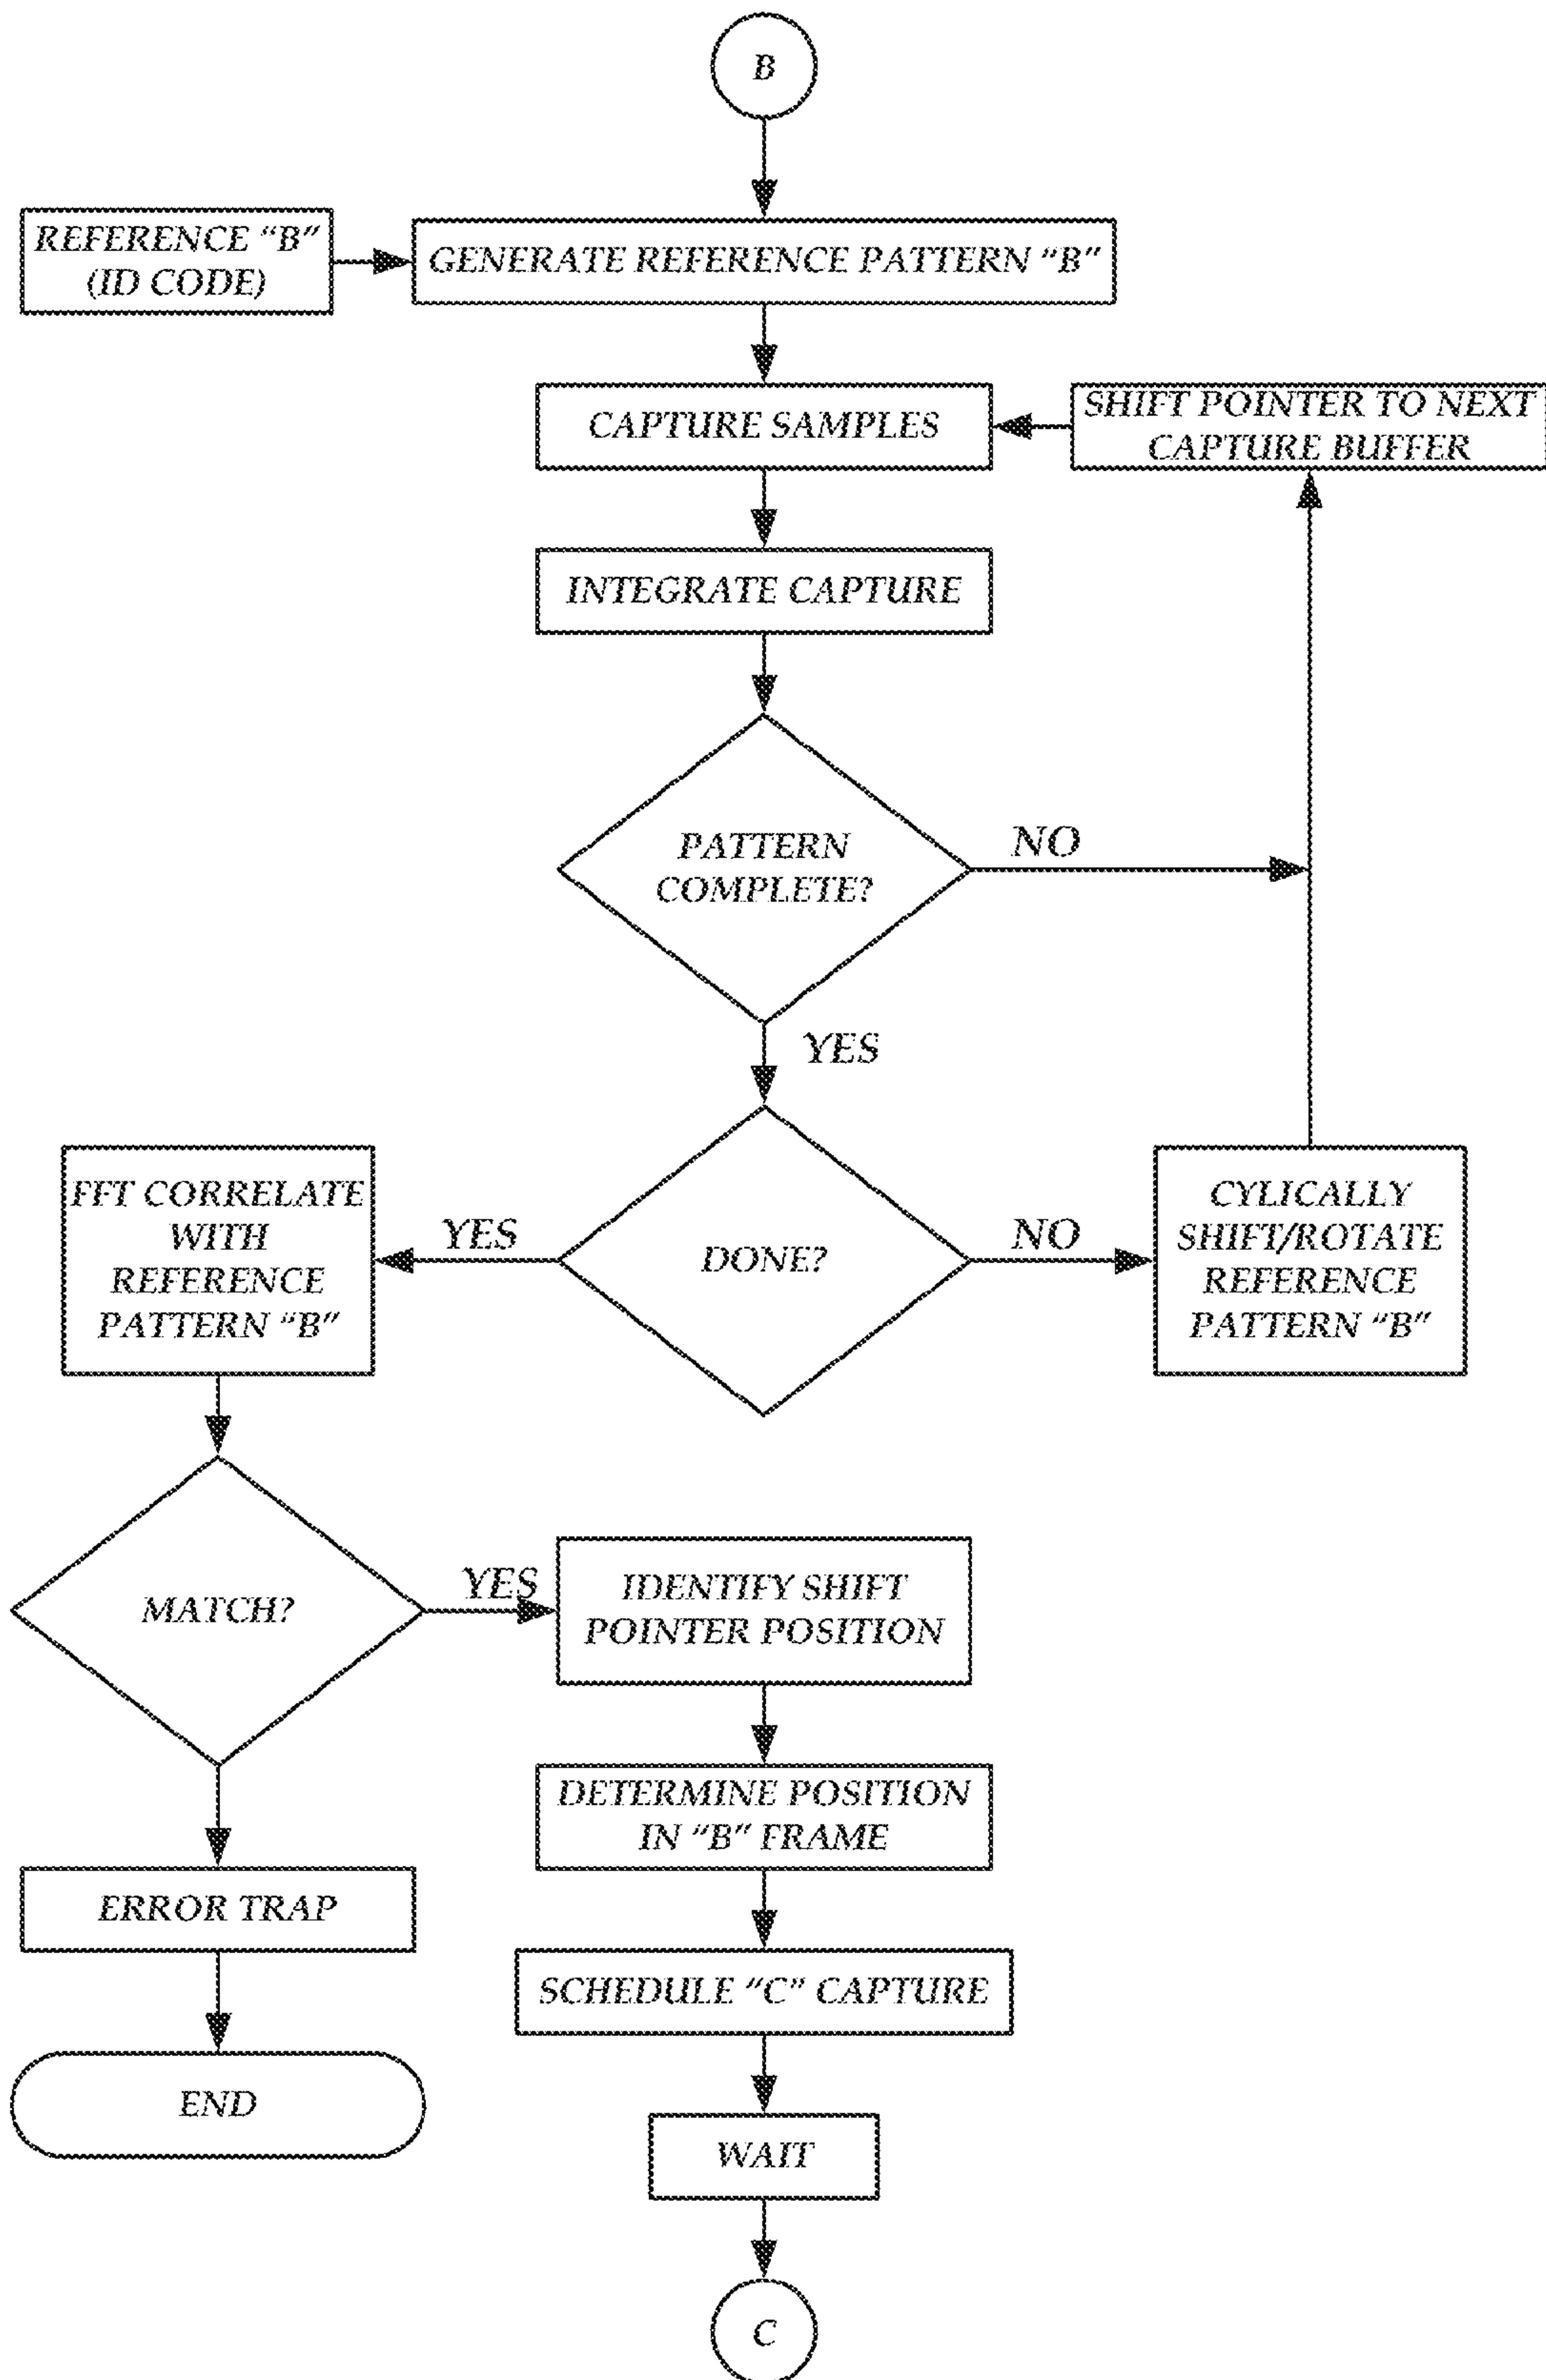 B
REFERENCE “B”
(ID CODE)
GENERATE REFERENCE PATTERN “B”
CAPTURE SAMPLES
SHIFT POINTER TO NEXT
CAPTURE BUFFER
INTEGRATE CAPTURE
PATTERN
COMPLETE?
NO
YES
FFT CORRELATE
WITH
REFERENCE
PATTERN “B”
YES
DONE?
NO
CYLICALLY
SHIFT/ROTATE
REFERENCE
PATTERN “B”
MATCH?
YES
IDENTIFY SHIFT
POINTER POSITION
DETERMINE POSITION
IN “B” FRAME
ERROR TRAP
SCHEDULE “C” CAPTURE
END
WAIT
C